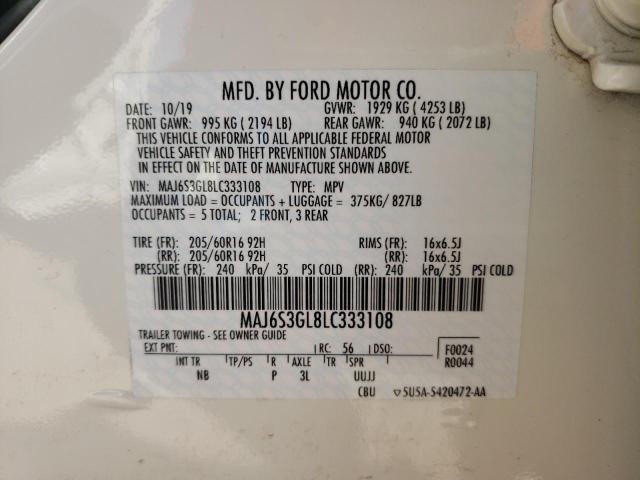 MFD. BY FORD MOTOR CO.
DATE: 10/19 GVWR: 1929 KG ( 4253 LB)
FRONT GAWR: 995 KG ( 2194 LB) REAR GAWR: 940 KG ( 2072 LB)
THIS VEHICLE CONFORMS TO ALL APPLICABLE FEDERAL MOTOR
VEHICLE SAFETY AND THEFT PREVENTION STANDARDS
IN EFFECT ON THE DATE OF MANUFACTURE SHOWN ABOVE.
VIN: MAJ6S3GL8LC333108 TYPE: MPV
MAXIMUM LOAD = OCCUPANTS + LUGGAGE = 375KG/ 827LB
OCCUPANTS = 5 TOTAL; 2 FRONT, 3 REAR
TIRE (FR): 205/60R16 92H RIMS (FR): 16x6.5J
(RR): 205/60R16 92H (RR): 16x6.5J
PRESSURE (FR): 240 kPa/ 35 PSI COLD (RR): 240 kPa/ 35 PSI COLD
MAJ6S3GL8LC333108
TRAILER TOWING - SEE OWNER GUIDE
EXT PNT: RC: 56 DSO: F0024
R0044
INT TR TP/PS R AXLE TR SPR
NB P 3L UUJJ
CBU ▽5U5A-5420472-AA